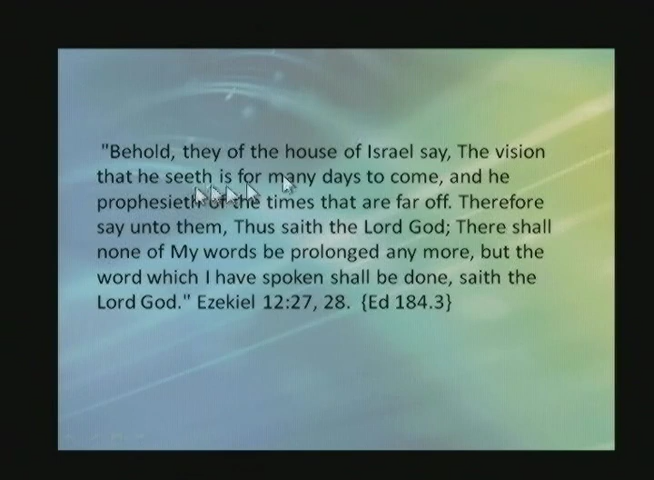 "Behold, they of the house of Israel say, The vision
that he seeth is for many days to come, and he
prophesieth of the times that are far off. Therefore
say unto them, Thus saith the Lord God; There shall
none of My words be prolonged any more, but the
word which I have spoken shall be done, saith the
Lord God." Ezekiel 12:27, 28. {Ed 184.3}